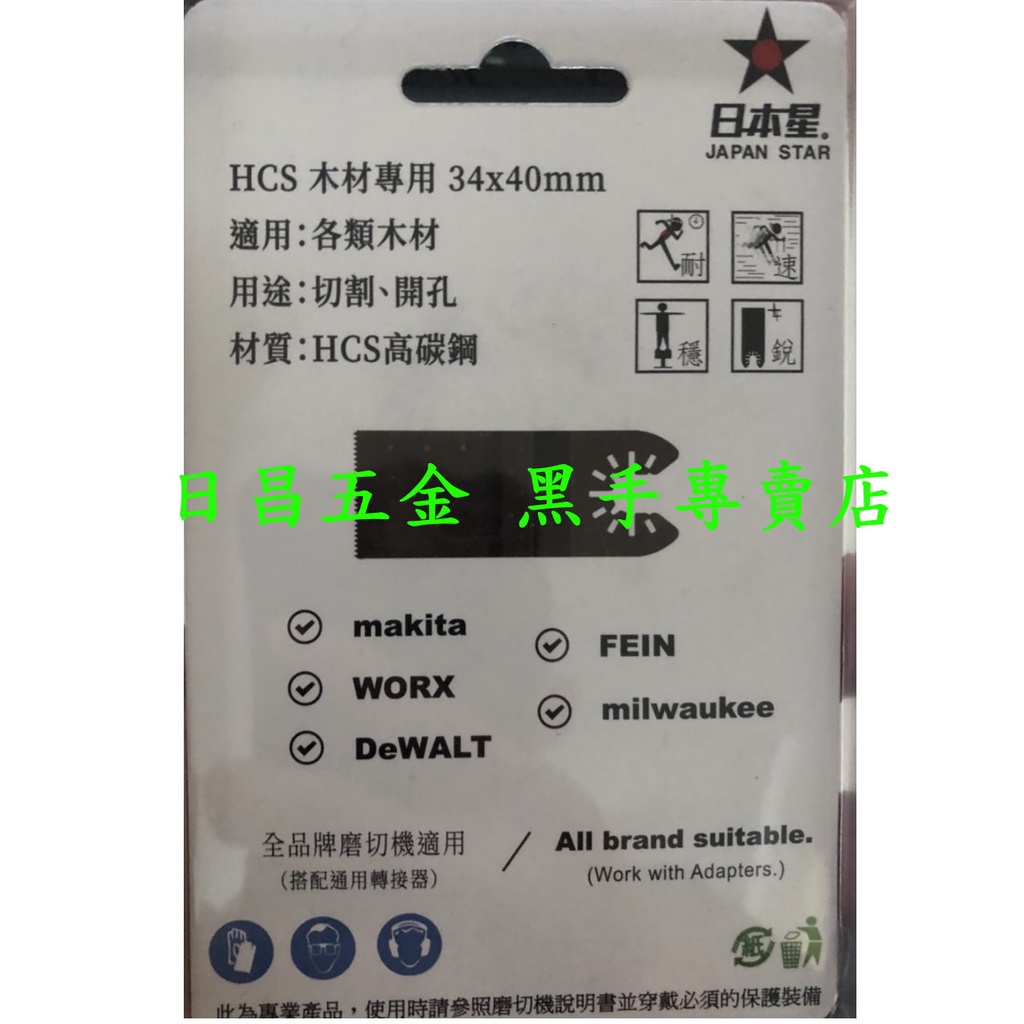 日本星.
JAPAN STAR
HCS 木材專用 34x40mm
適用:各類木材
用途:切割、開孔
材質:HCS高碳鋼
耐
速
穩
銳
日昌五金 黑手專賣店
makita
WORX
DeWALT
FEIN
milwaukee
全品牌磨切機適用
(搭配通用轉接器)
/
All brand suitable.
(Work with Adapters.)
紙
此為專業產品,使用時請參照磨切機說明書並穿戴必須的保護裝備